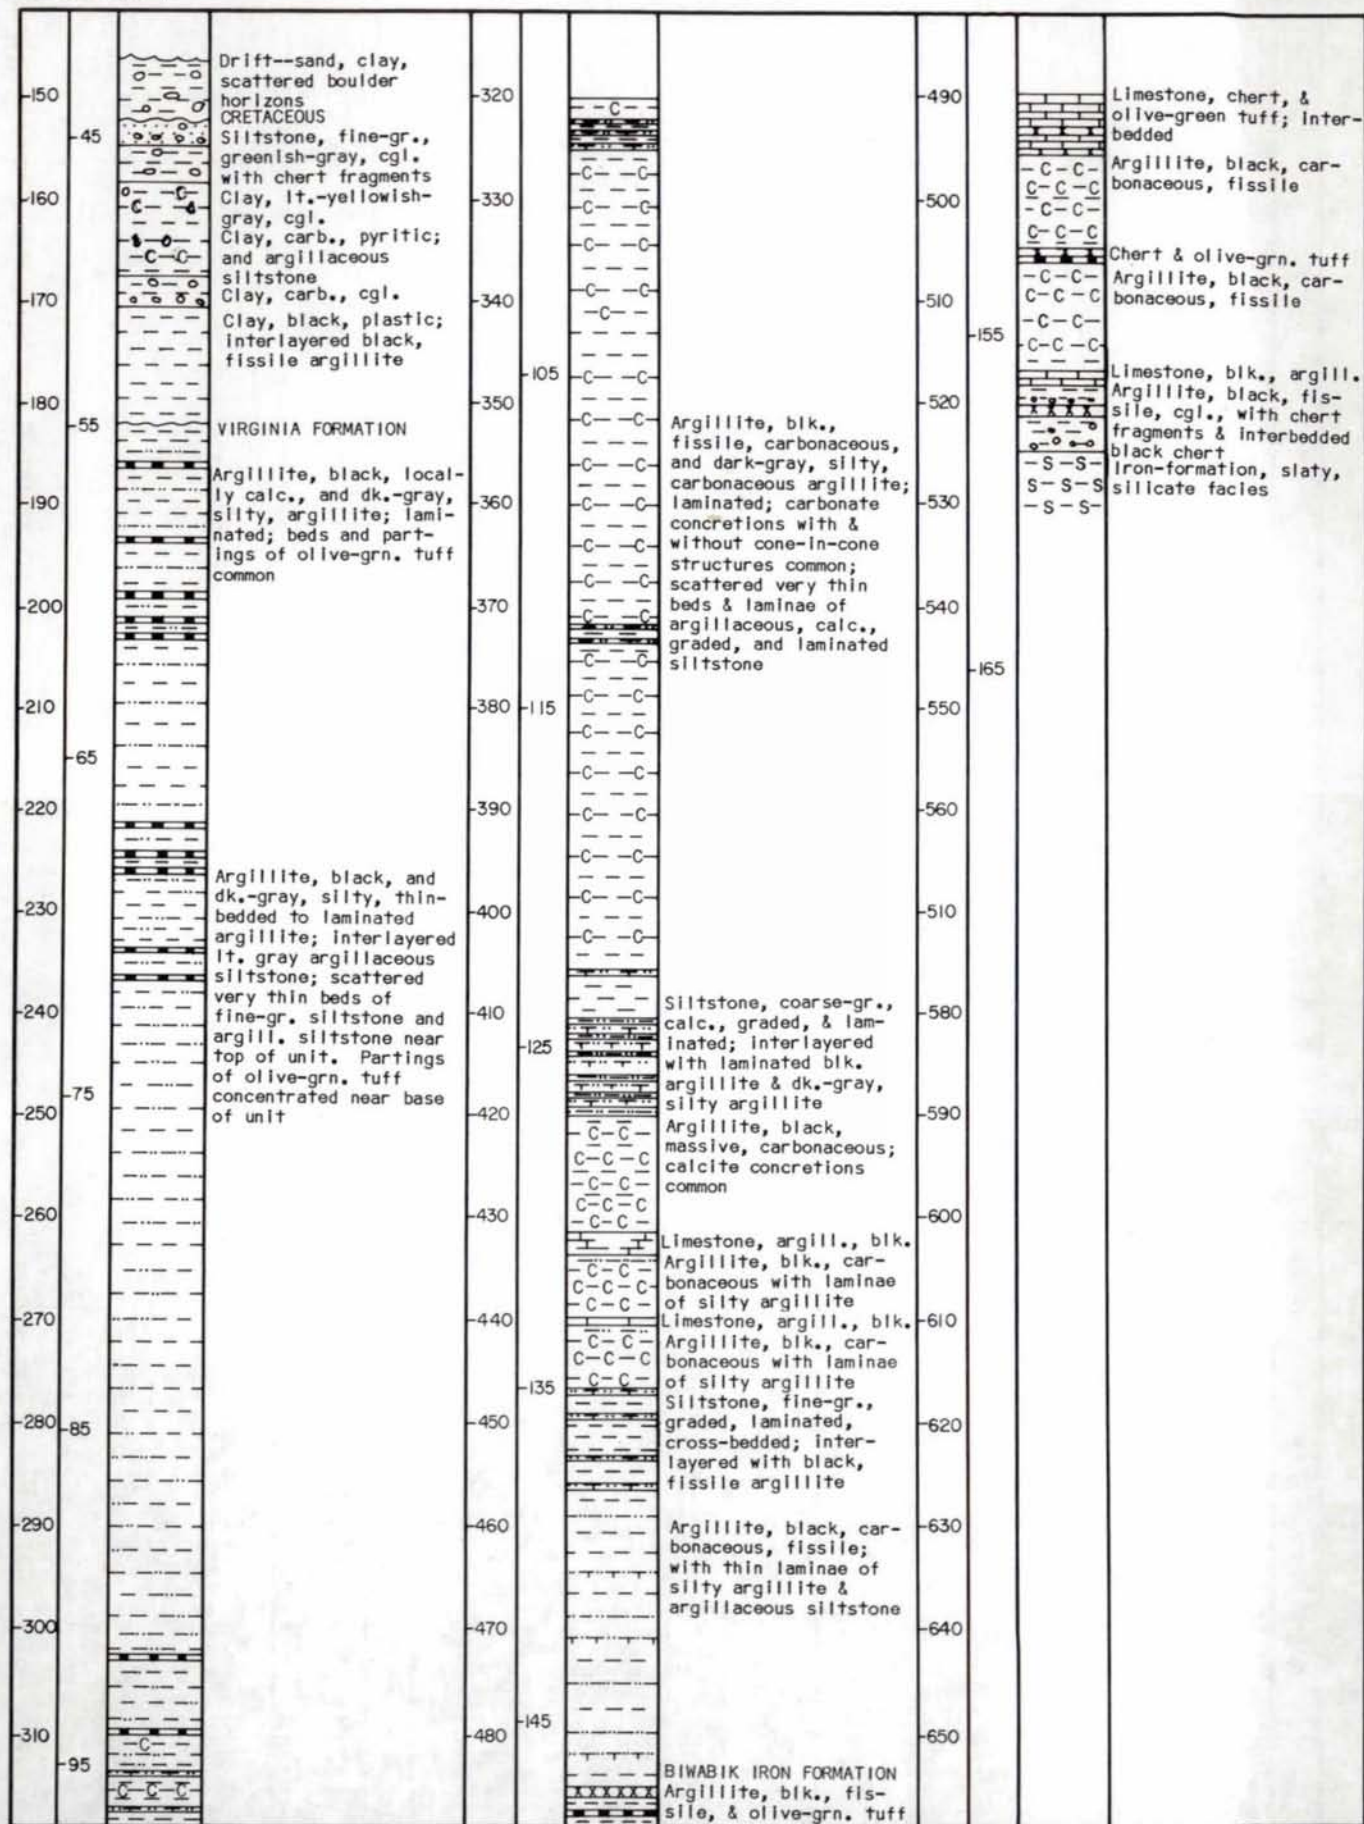 Drift--sand, clay,
scattered boulder
horizons
CRETACEOUS
Siltstone, fine-gr.,
greenish-gray, cgl.
with chert fragments
Clay, lt.-yellowish-
gray, cgl.
Clay, carb., pyritic;
and argillaceous
siltstone
Clay, carb., cgl.
Clay, black, plastic;
interlayered black,
fissile argillite
VIRGINIA FORMATION
Argillite, black, local-
ly calc., and dk.-gray,
silty, argillite; lami-
nated; beds and part-
ings of olive-grn. tuff
common
Argillite, black, and
dk.-gray, silty, thin-
bedded to laminated
argillite; interlayered
lt. gray argillaceous
siltstone; scattered
very thin beds of
fine-gr. siltstone and
argill. siltstone near
top of unit. Partings
of olive-grn. tuff
concentrated near base
of unit
150
160
170
180
190
200
210
220
230
240
250
260
270
280
290
300
310
45
55
65
75
85
95
C C
C
C C
C
C-C-C
320
330
340
350
360
370
380
390
400
410
420
430
440
450
460
470
480
105
115
125
135
145
Argillite, blk.,
fissile, carbonaceous,
and dark-gray, silty,
carbonaceous argillite;
laminated; carbonate
concretions with &
without cone-in-cone
structures common;
scattered very thin
beds & laminae of
argillaceous, calc.,
graded, and laminated
siltstone
Siltstone, coarse-gr.,
calc., graded, & lam-
inated; interlayered
with laminated blk.
argillite & dk.-gray,
silty argillite
Argillite, black,
massive, carbonaceous;
calcite concretions
common
Limestone, argill., blk.
Argillite, blk., car-
bonaceous with laminae
of silty argillite
Limestone, argill., blk.
Argillite, blk., car-
bonaceous with laminae
of silty argillite
Siltstone, fine-gr.,
graded, laminated,
cross-bedded; inter-
layered with black,
fissile argillite
Argillite, black, car-
bonaceous, fissile;
with thin laminae of
silty argillite &
argillaceous siltstone
BIWABIK IRON FORMATION
Argillite, blk., fis-
sile, & olive-grn. tuff
490
500
510
520
530
540
550
560
510
580
590
600
610
620
630
640
650
155
165
Limestone, chert, &
olive-green tuff; inter-
bedded
Argillite, black, car-
bonaceous, fissile
Chert & olive-grn. tuff
Argillite, black, car-
bonaceous, fissile
Limestone, blk., argill.
Argillite, black, fis-
sile, cgl., with chert
fragments & interbedded
black chert
Iron-formation, slaty,
silicate facies
-S-S-
S-S-S
-S-S-